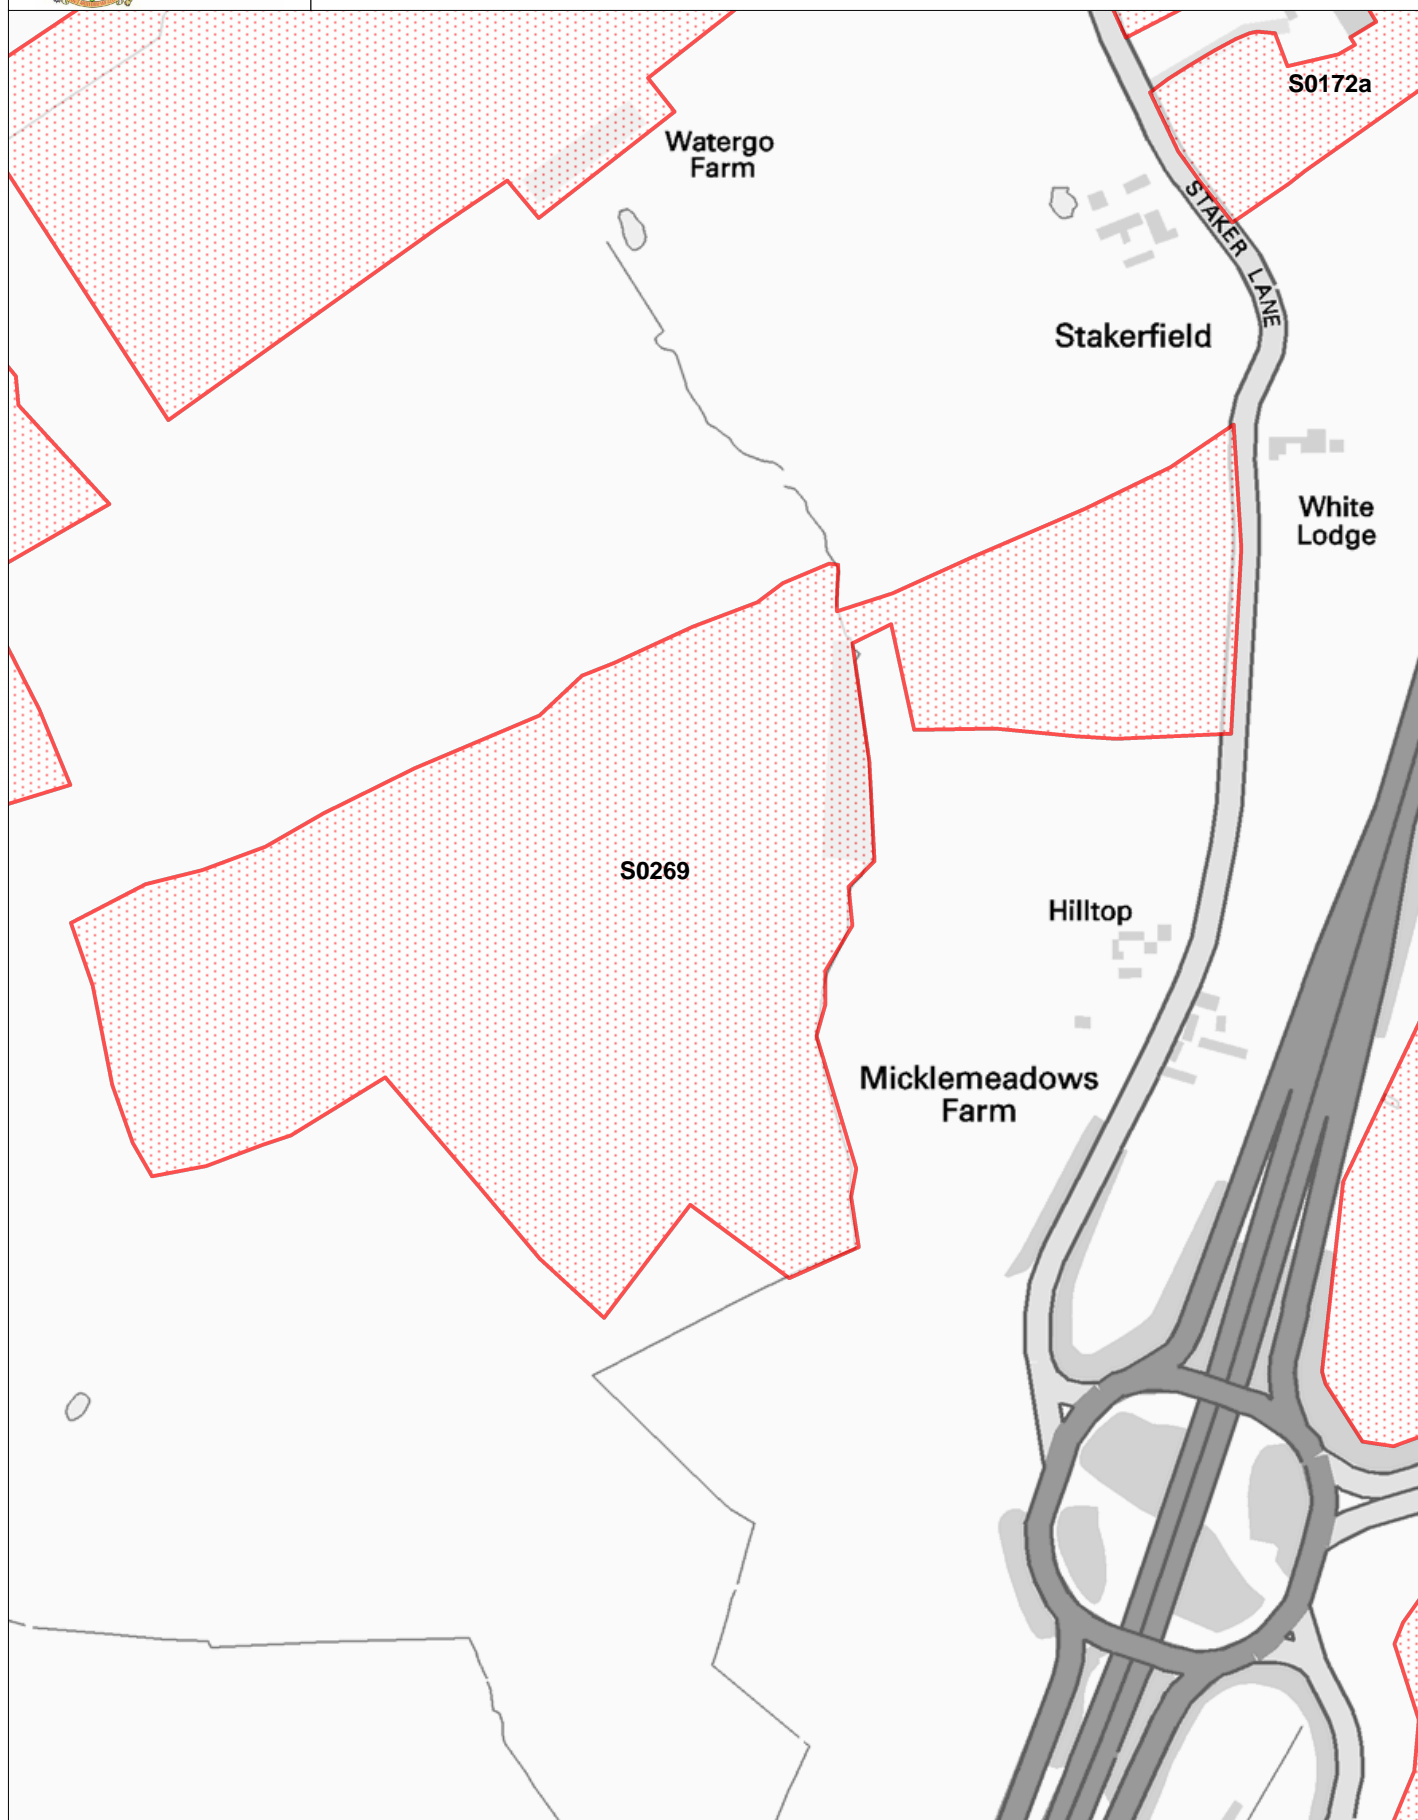 S0172a
Watergo
Farm
STAKER LANE
Stakerfield
White
Lodge
S0269
Hilltop
Micklemeadows
Farm